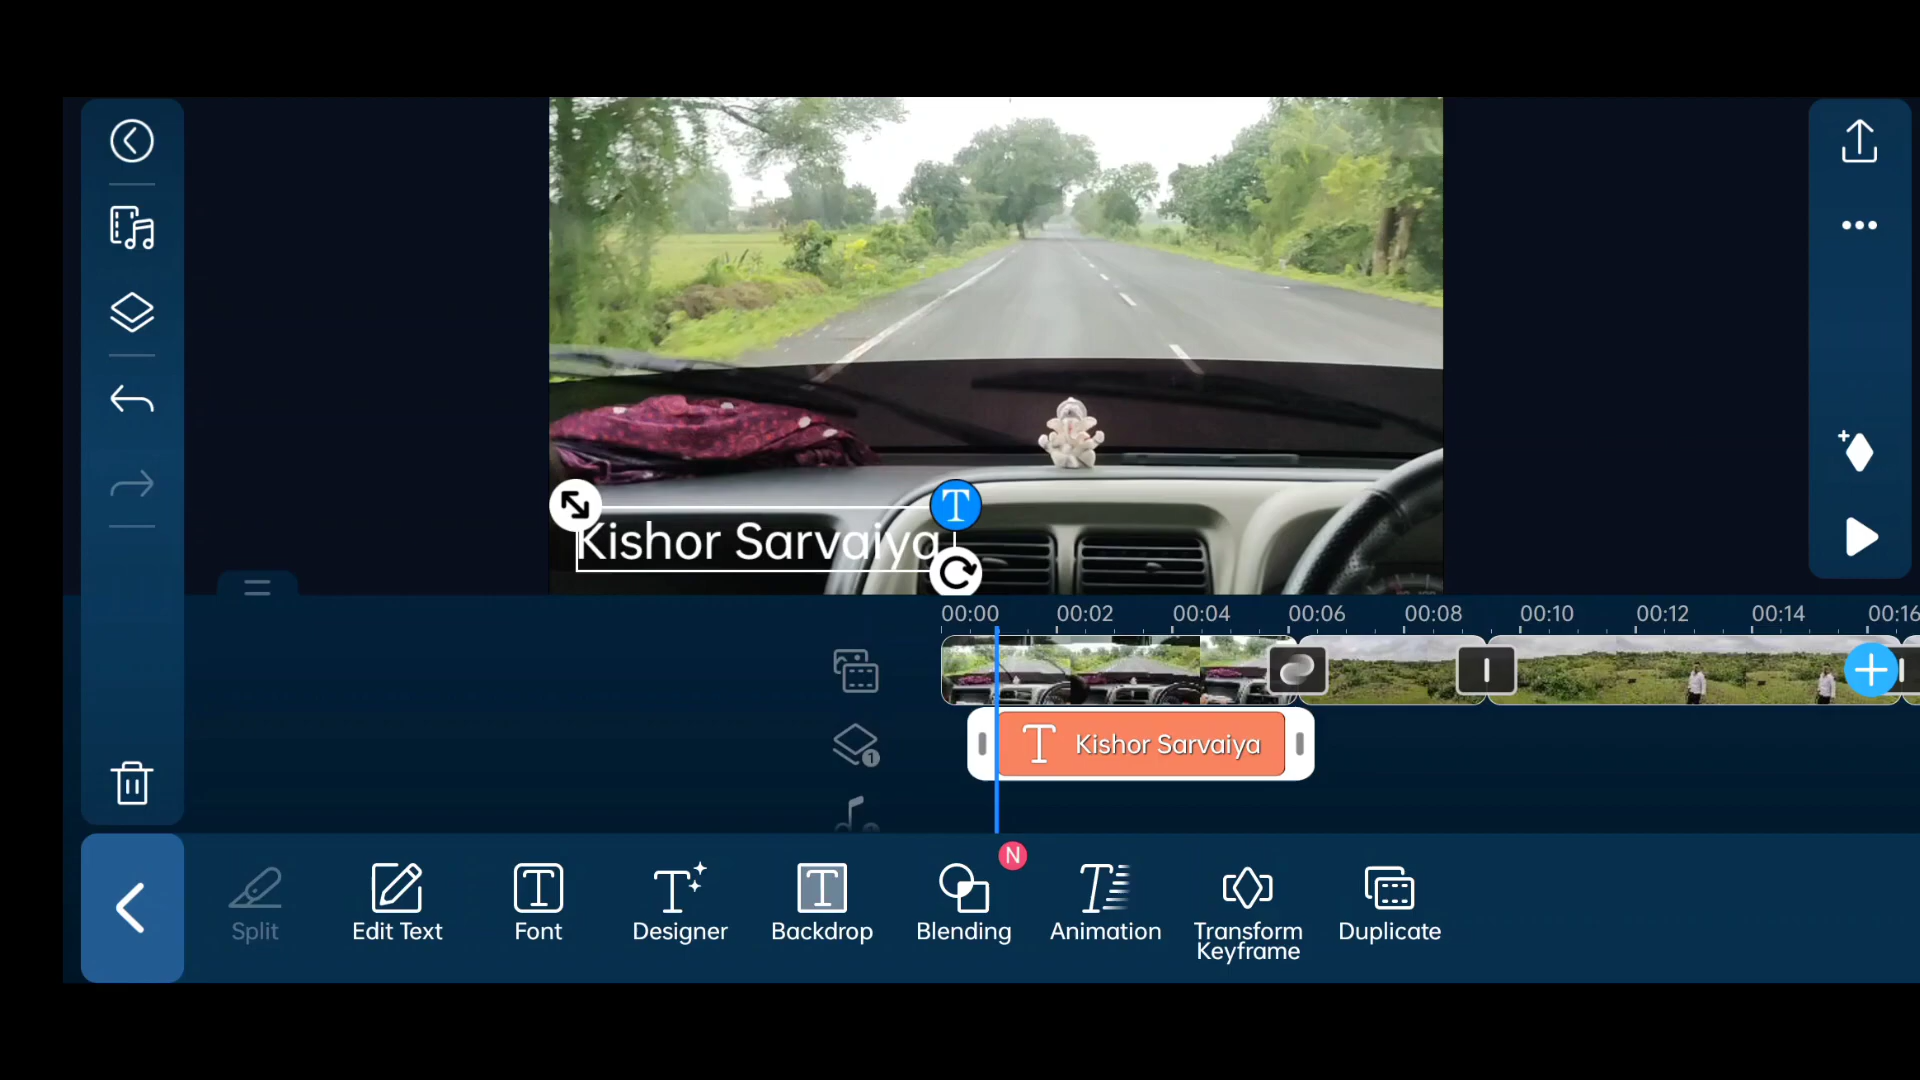 Kishor Sarvaiya
00:00 00:02 00:04 00:06 00:08 00:10 00:12 00:14 00:16
T Kishor Sarvaiya
N
Split Edit Text Font Designer Backdrop Blending Animation Transform Keyframe Duplicate